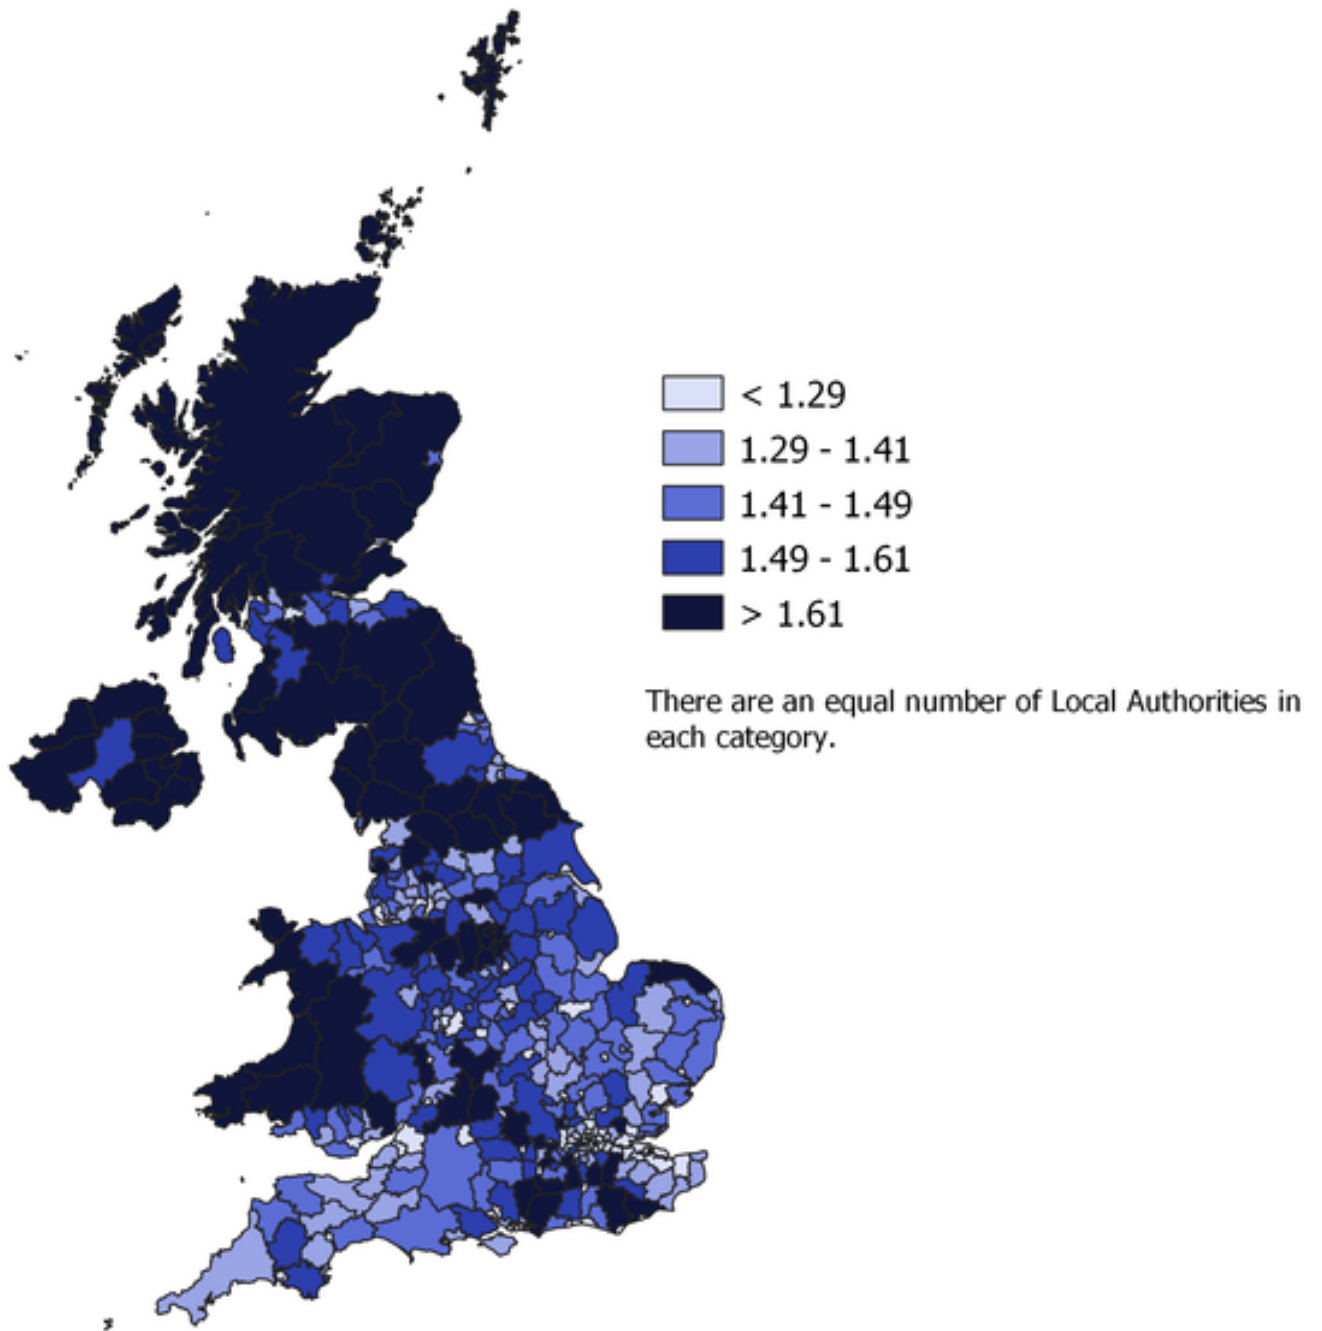 < 1.29
1.29 - 1.41
1.41 - 1.49
1.49 - 1.61
> 1.61
There are an equal number of Local Authorities in
each category.